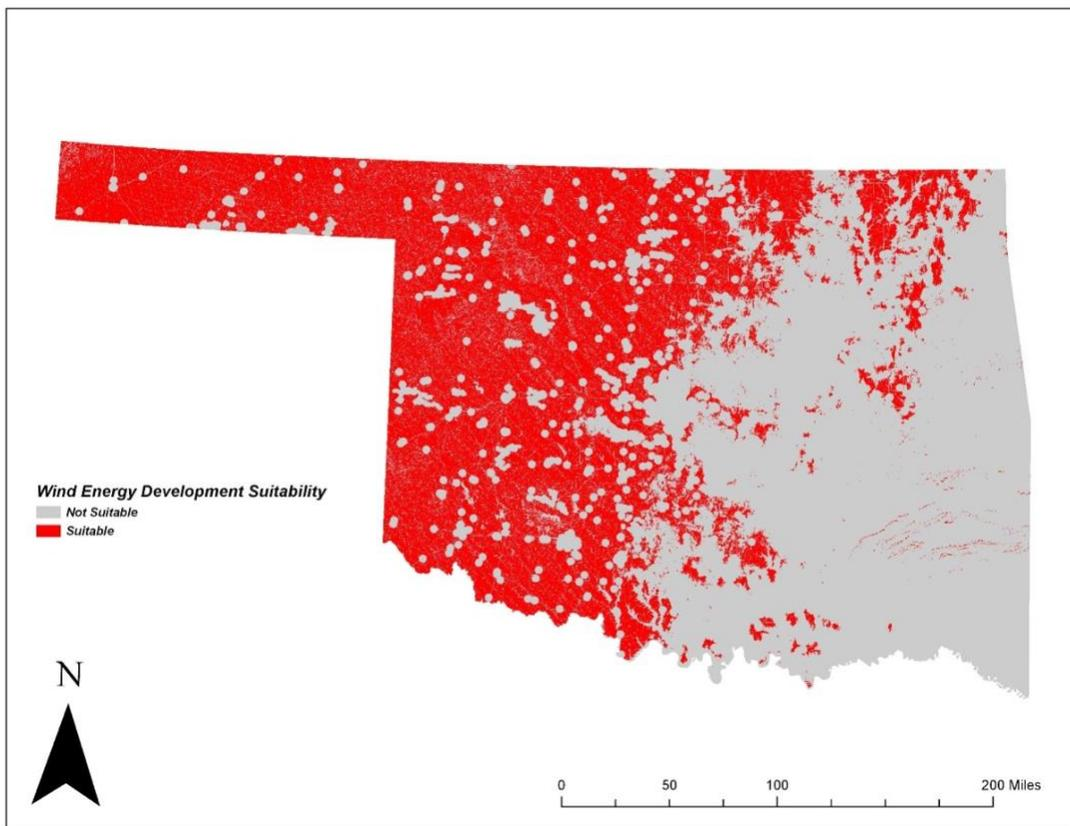 Wind Energy Development Suitability
Not Suitable
Suitable
N
0 50 100 200 Miles